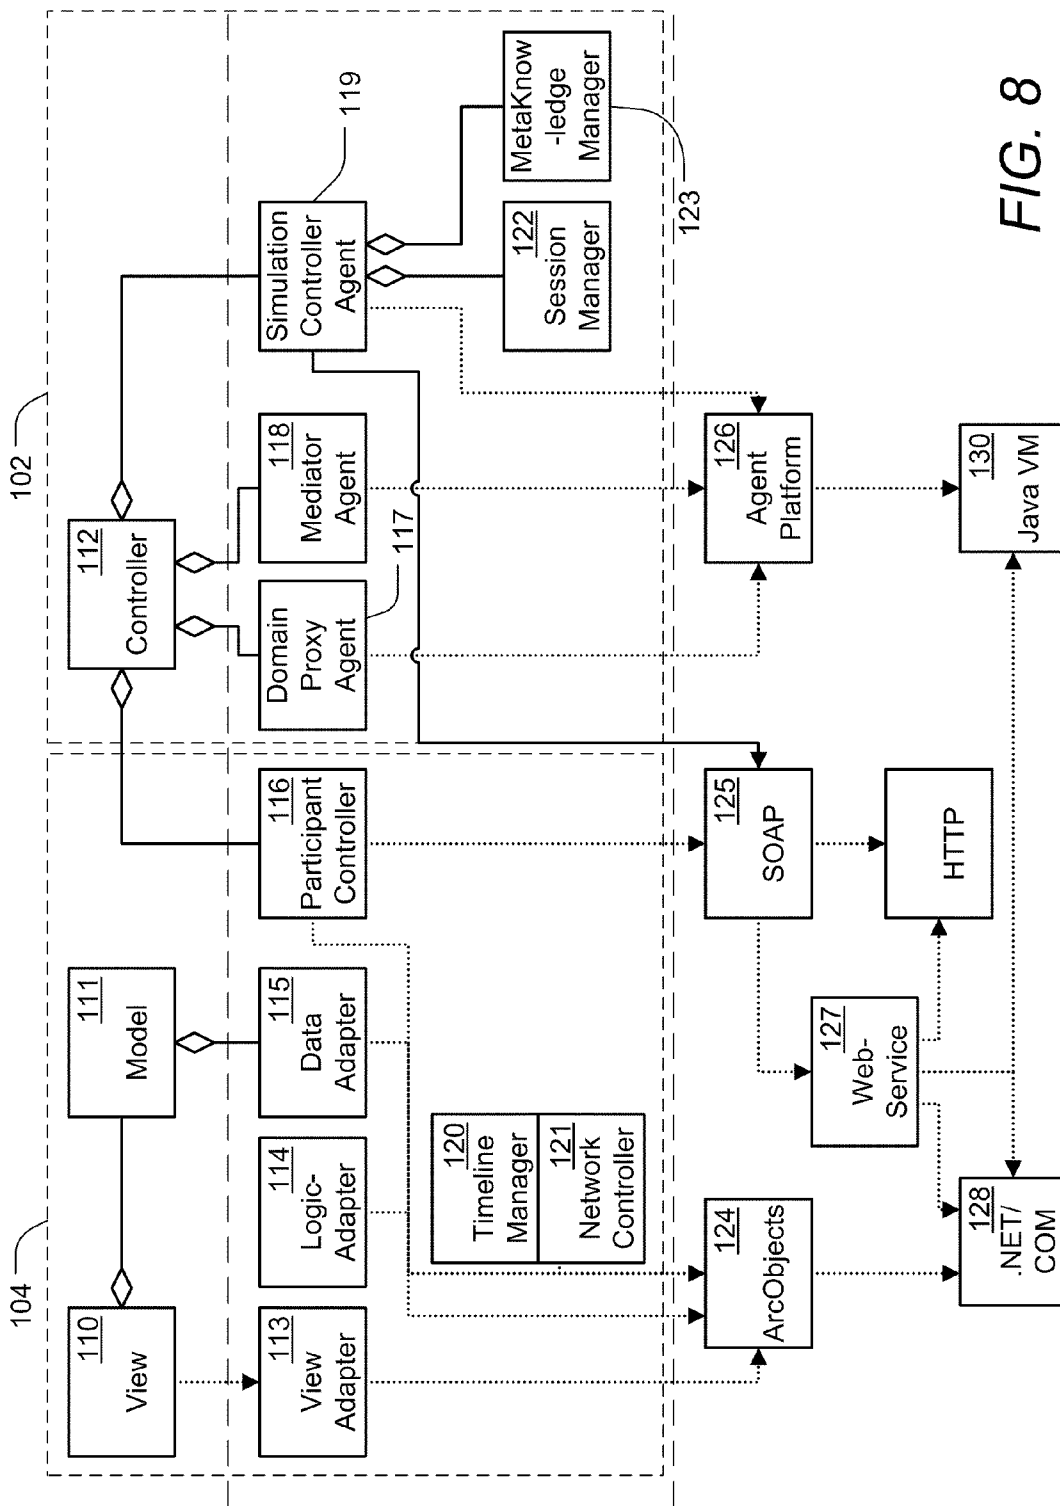 104
102
110
View
111
Model
112
Controller
113
View
Adapter
114
Logic-
Adapter
115
Data
Adapter
116
Participant
Controller
Domain
Proxy
Agent
117
118
Mediator
Agent
Simulation
Controller
Agent
119
120
Timeline
Manager
121
Network
Controller
122
Session
Manager
MetaKnow
-ledge
Manager
123
124
ArcObjects
125
SOAP
126
Agent
Platform
127
Web-
Service
HTTP
128
.NET/
COM
130
Java VM
FIG. 8